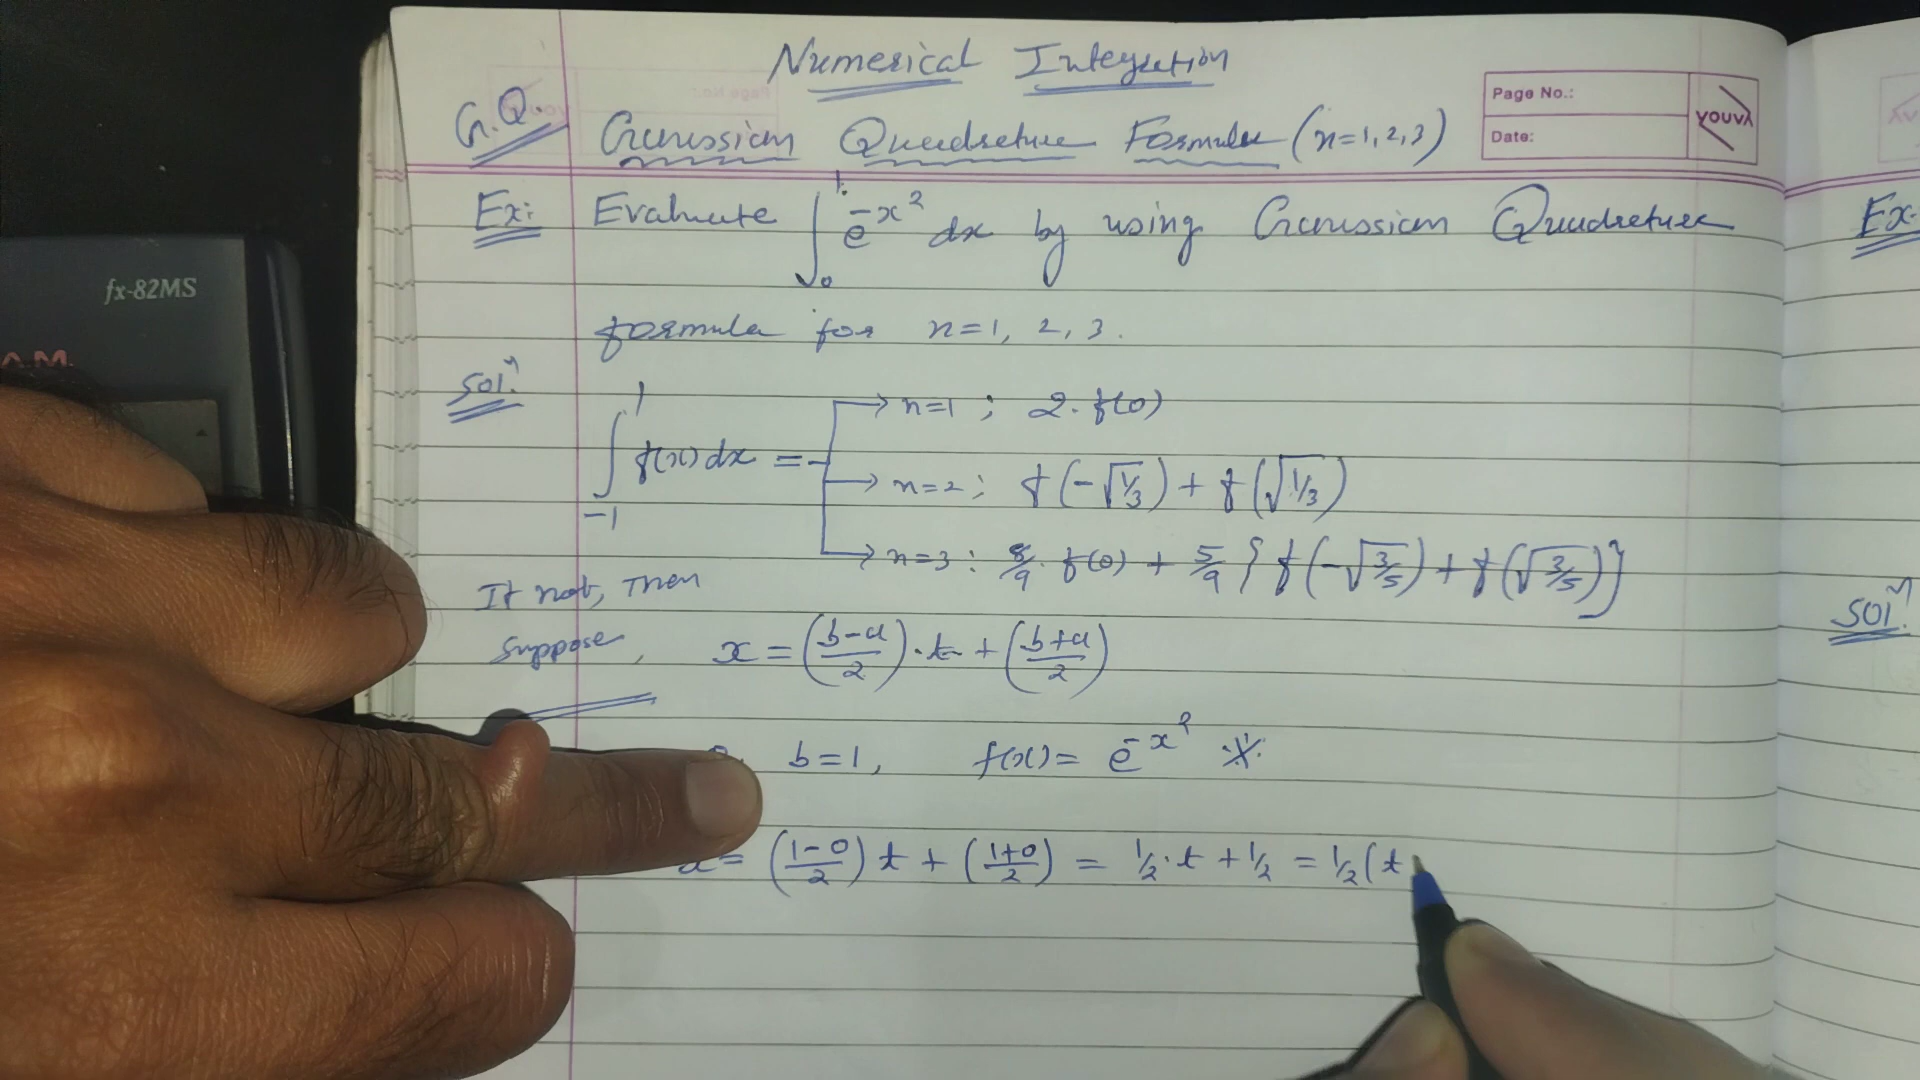 Numerical Integration
G.Q. Gaussian Quadrature Formula (n=1,2,3)
Page No.:
Date:
YOUVA
Ex: Evaluate ∫₀¹ e^{-x²} dx by using Gaussian Quadrature
Ex
fx-82MS
formula for n=1, 2, 3.
A.M.
Solⁿ.
n=1 ; 2.f(0)
∫₋₁¹ f(x) dx =
n=2 ; f(-√1/3) + f(√1/3)
n=3 : 8/9. f(0) + 5/9 {f(-√3/5) + f(√3/5)}
If not, Then
Solⁿ.
Suppose, x = ((b-a)/2).t + ((b+a)/2)
b=1, f(x) = e^{-x²}
= ((1-0)/2) t + ((1+0)/2) = 1/2.t + 1/2 = 1/2(t